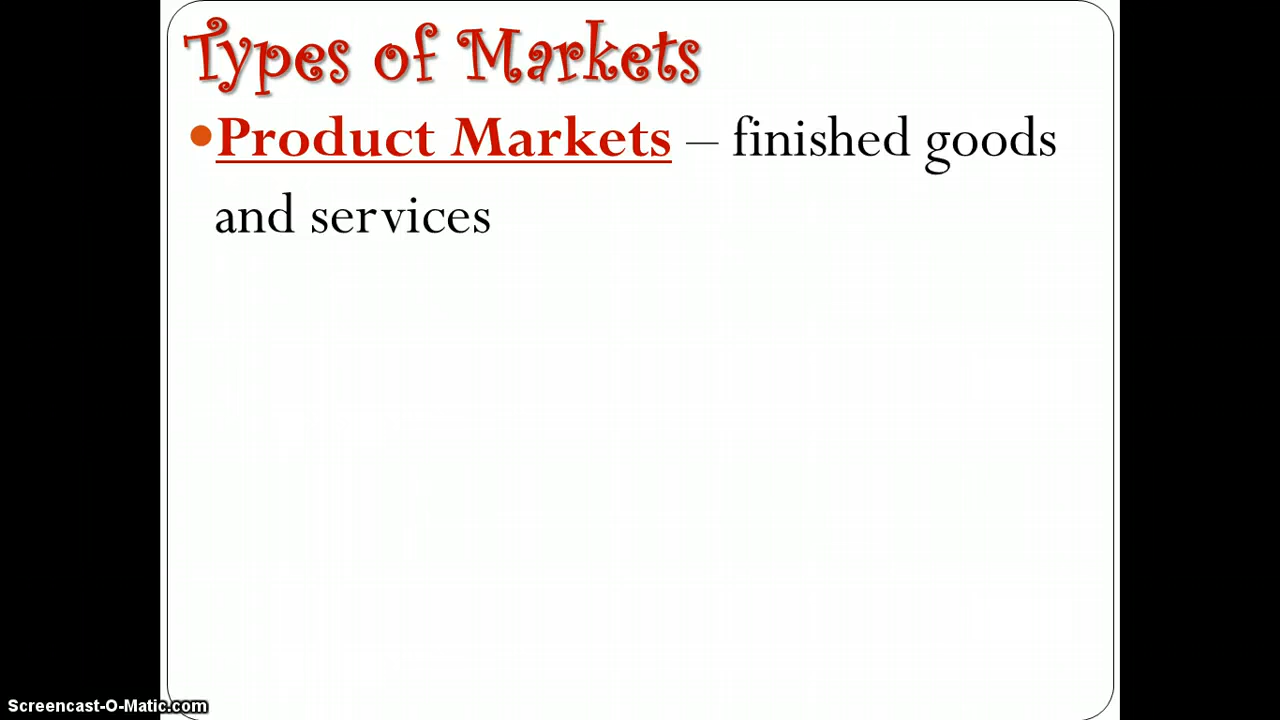 Types of Markets
Product Markets – finished goods
and services
Screencast-O-Matic.com